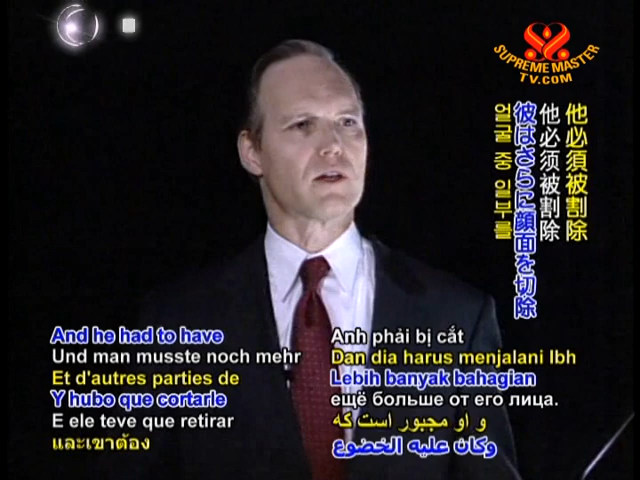 SUPREME MASTER
TV.COM
他必須被割除
他必须被割除
彼はさらに顔面を切除
얼굴 중 일부를
And he had to have
Und man musste noch mehr
Et d'autres parties de
Y hubo que cortarle
E ele teve que retirar
และเขาต้อง
Anh phải bị cắt
Dan dia harus menjalani lbh
Lebih banyak bahagian
ещё больше от его лица.
و او مجبور است که
وكان عليه الخضوع